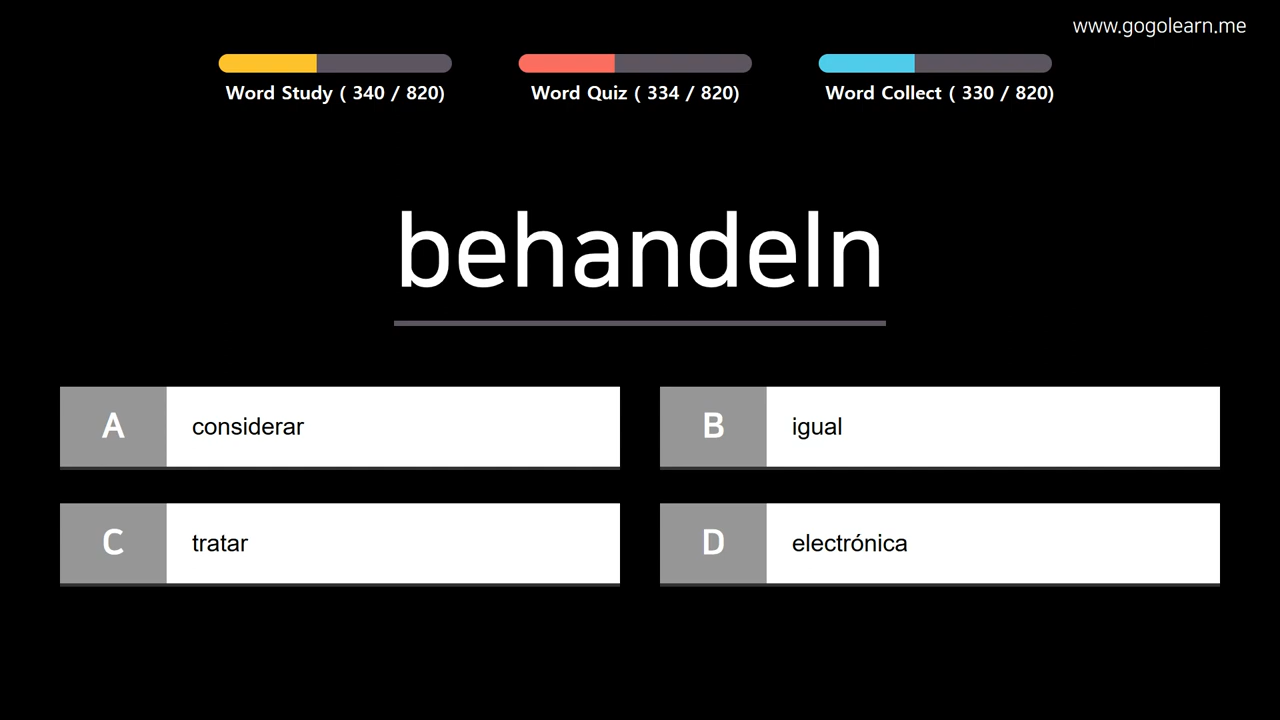 www.gogolearn.me
Word Study ( 340 / 820)
Word Quiz ( 334 / 820)
Word Collect ( 330 / 820)
behandeln
A considerar
B igual
C tratar
D electrónica